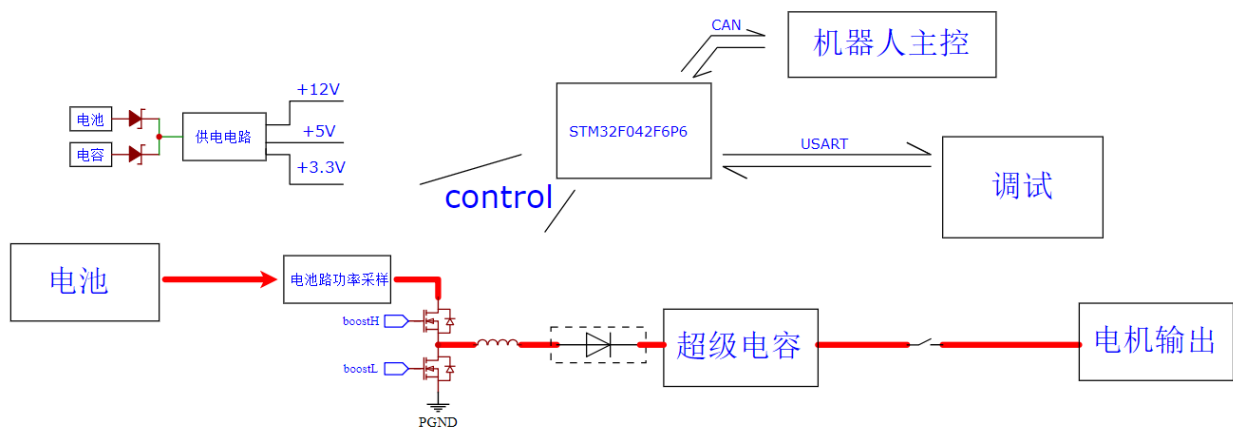 CAN
机器人主控
+12V
电池
STM32F042F6P6
供电电路
+5V
电容
USART
+3.3V
调试
control
电池
电池路功率采样
boostH
超级电容
电机输出
boostL
PGND